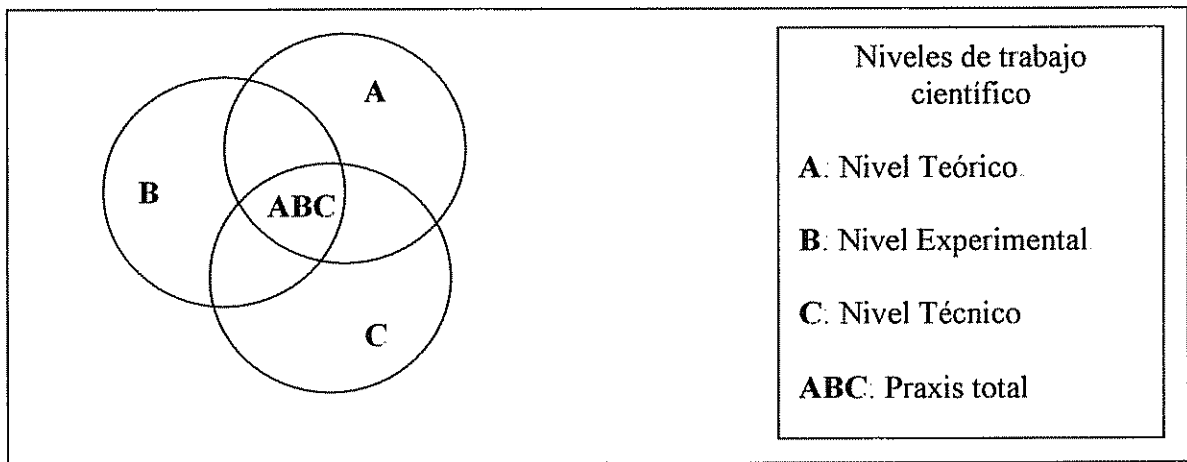 A
B
ABC
C
Niveles de trabajo
científico
A: Nivel Teórico
B: Nivel Experimental
C: Nivel Técnico
ABC: Praxis total